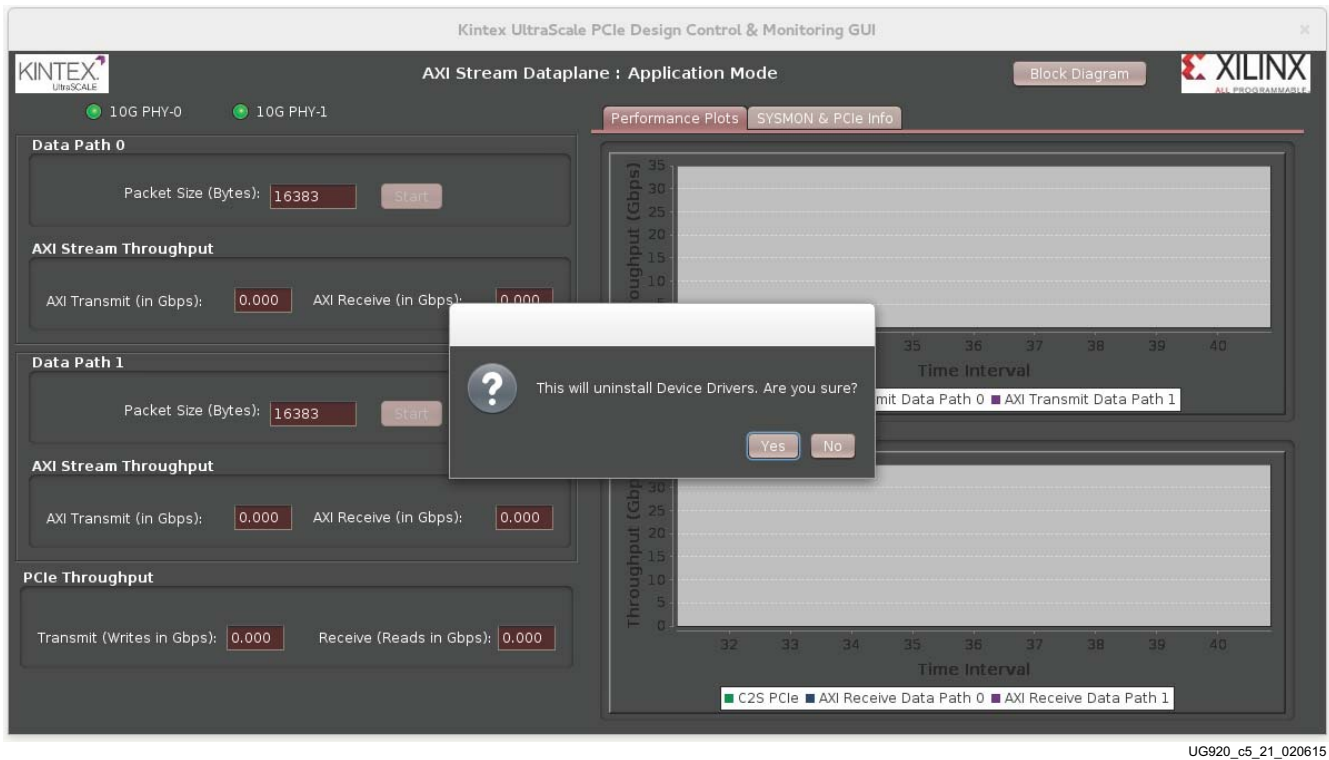 Kintex UltraScale PCIe Design Control & Monitoring GUI
KINTEX
UltraSCALE
AXI Stream Dataplane : Application Mode
Block Diagram
XILINX
ALL PROGRAMMABLE
10G PHY-0
10G PHY-1
Performance Plots
SYSMON & PCIe Info
Data Path 0
Packet Size (Bytes):
16383
Start
AXI Stream Throughput
AXI Transmit (in Gbps):
0.000
AXI Receive (in Gbps):
0.000
Data Path 1
Packet Size (Bytes):
16383
Start
AXI Stream Throughput
AXI Transmit (in Gbps):
0.000
AXI Receive (in Gbps):
0.000
PCIe Throughput
Transmit (Writes in Gbps):
0.000
Receive (Reads in Gbps):
0.000
This will uninstall Device Drivers. Are you sure?
Yes
No
35
30
25
20
15
10
(Gbps)
35 36 37 38 39 40
Time Interval
Data Path 0
AXI Transmit Data Path 1
Throughput
30
25
20
15
10
5
0
32 33 34 35 36 37 38 39 40
Time Interval
C2S PCIe
AXI Receive Data Path 0
AXI Receive Data Path 1
UG920_c5_21_020615